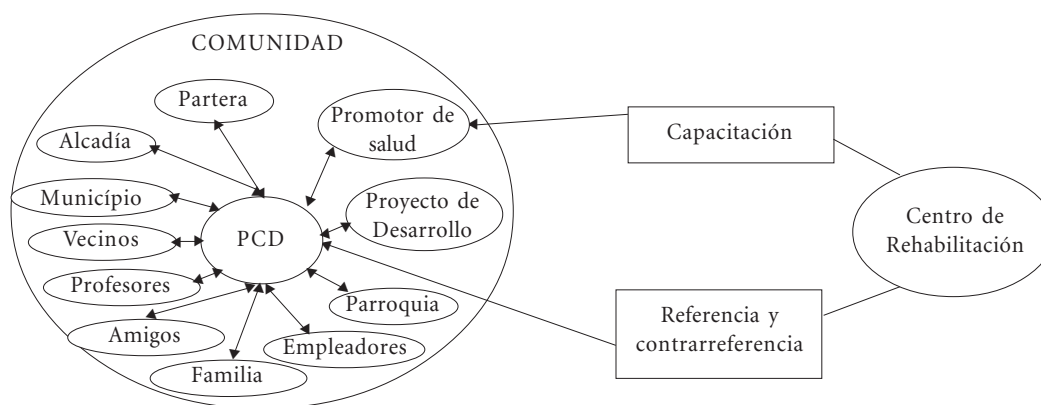 COMUNIDAD
Partera
Promotor de
salud
Alcadía
Capacitación
Município
Proyecto de
Desarrollo
Centro de
Rehabilitación
Vecinos
PCD
Profesores
Parroquia
Referencia y
contrarreferencia
Amigos
Empleadores
Familia